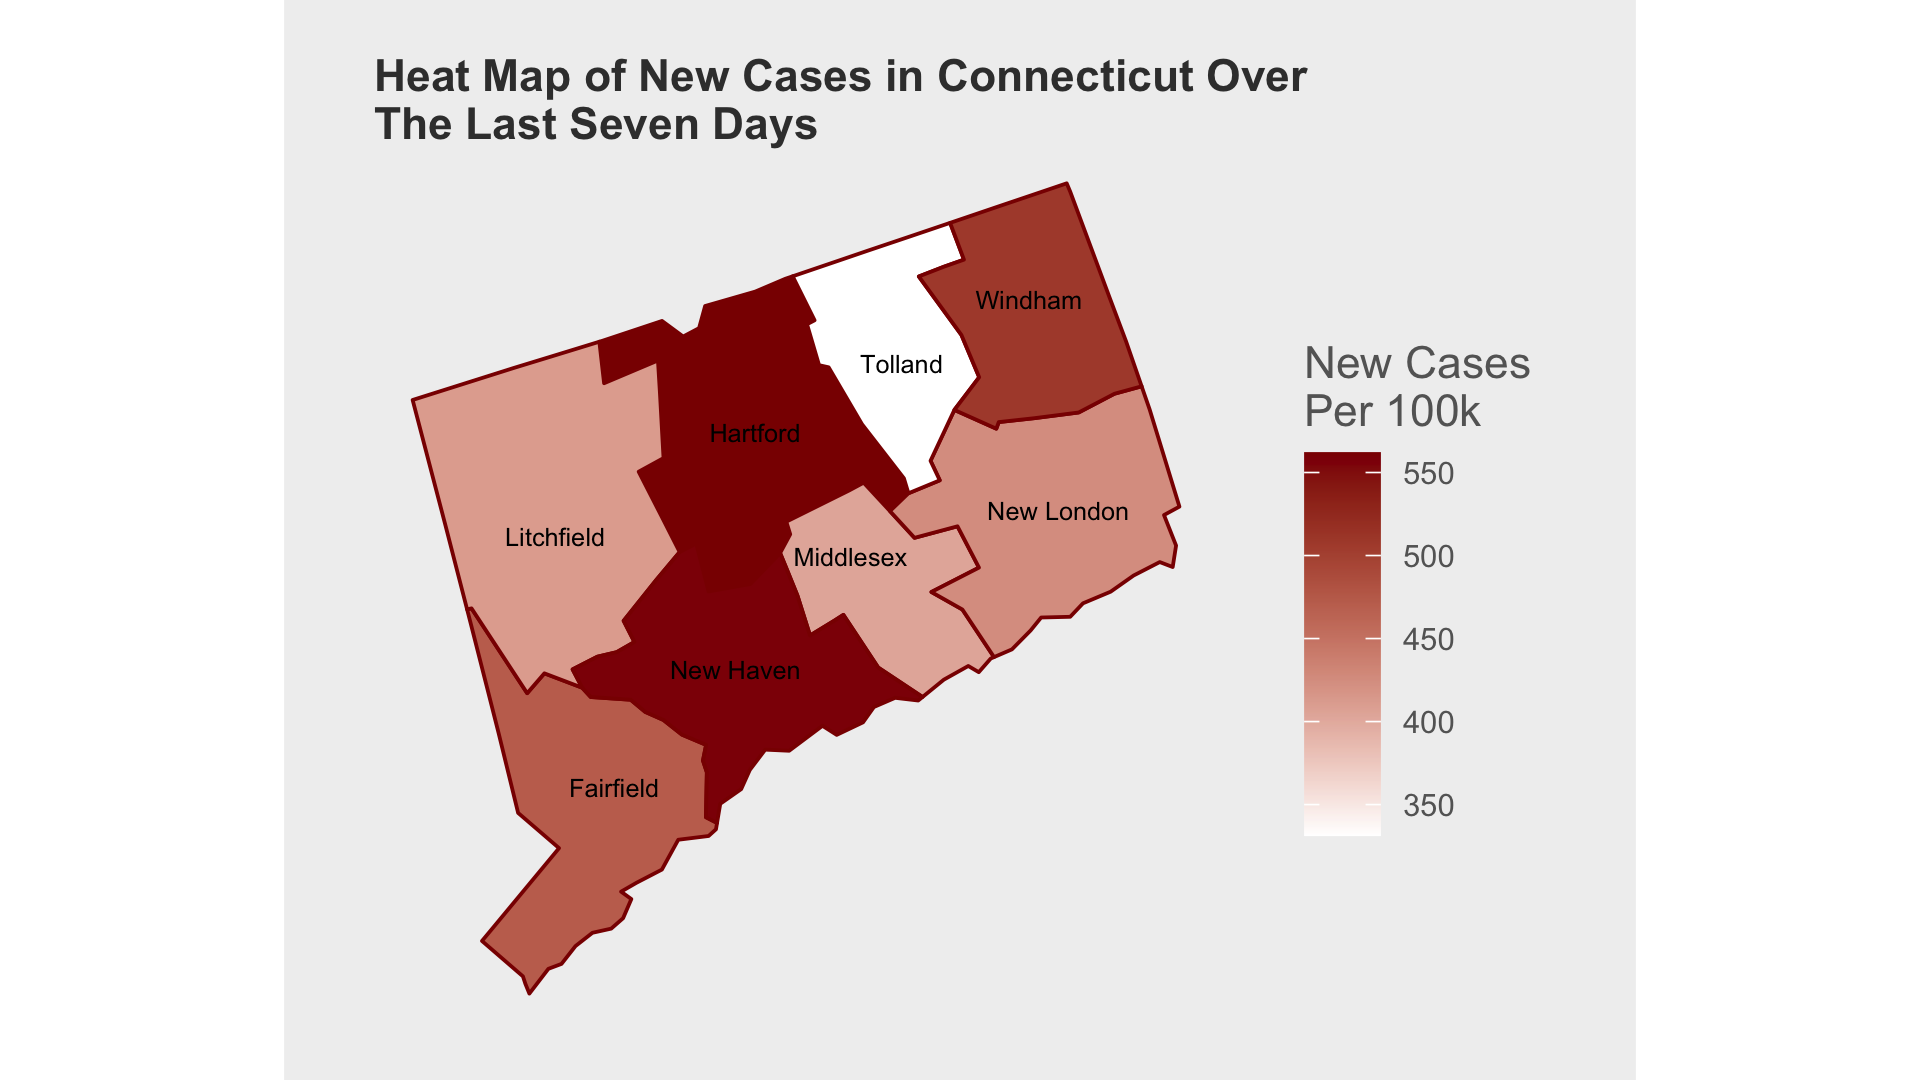 Heat Map of New Cases in Connecticut Over
The Last Seven Days
Windham
Tolland
Hartford
New London
Litchfield
Middlesex
New Haven
Fairfield
New Cases
Per 100k
550
500
450
400
350